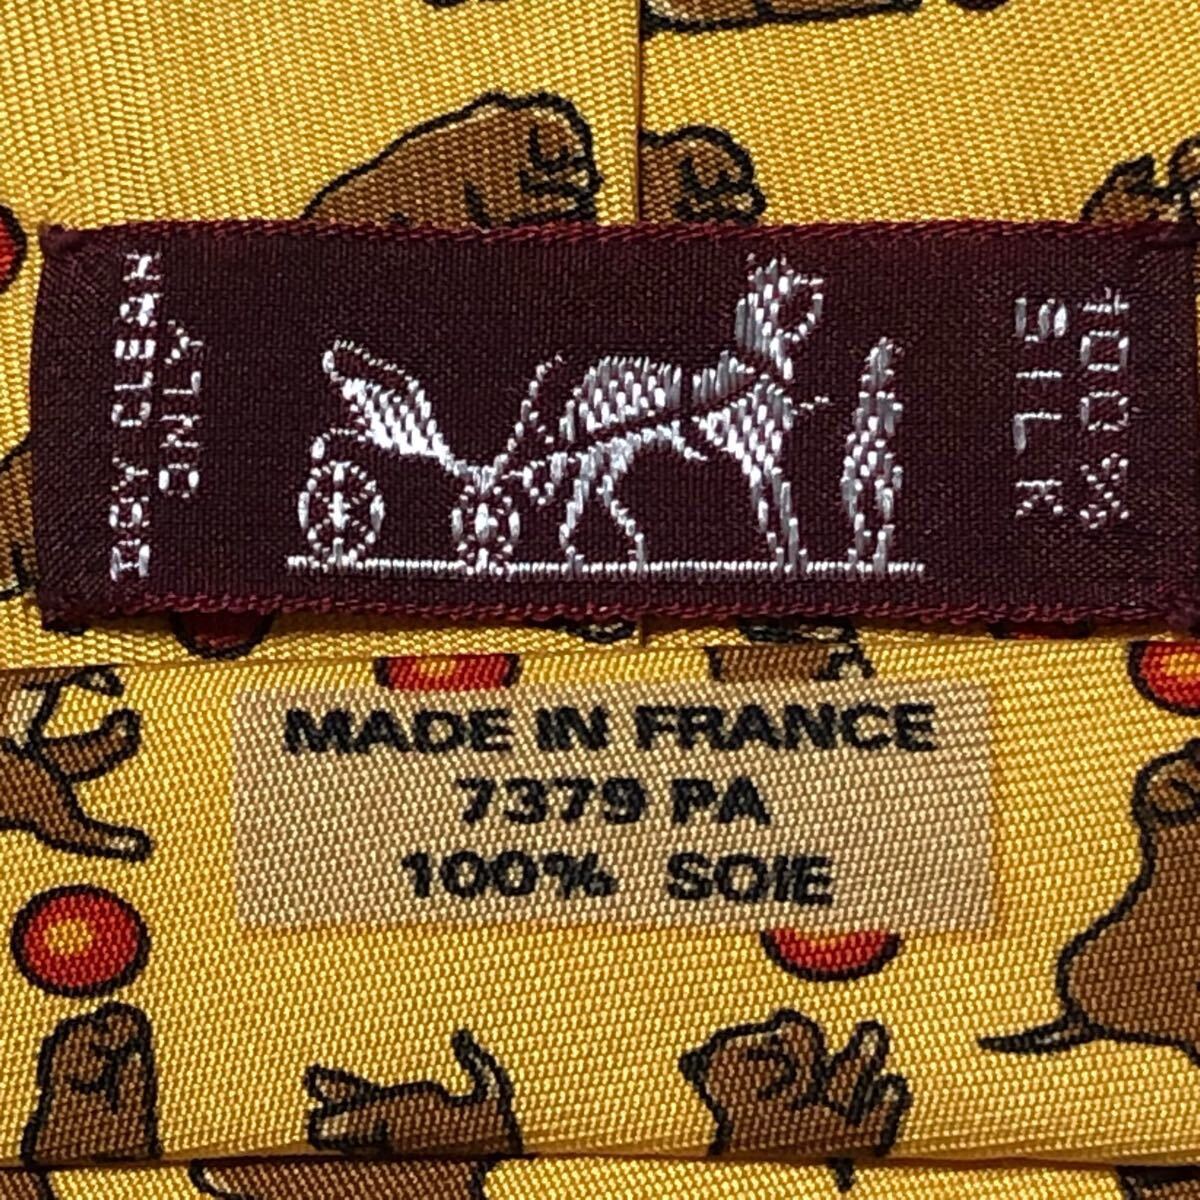 DRY CLEAN
ONLY
100%
SILK
MADE IN FRANCE
7379 PA
100% SOIE